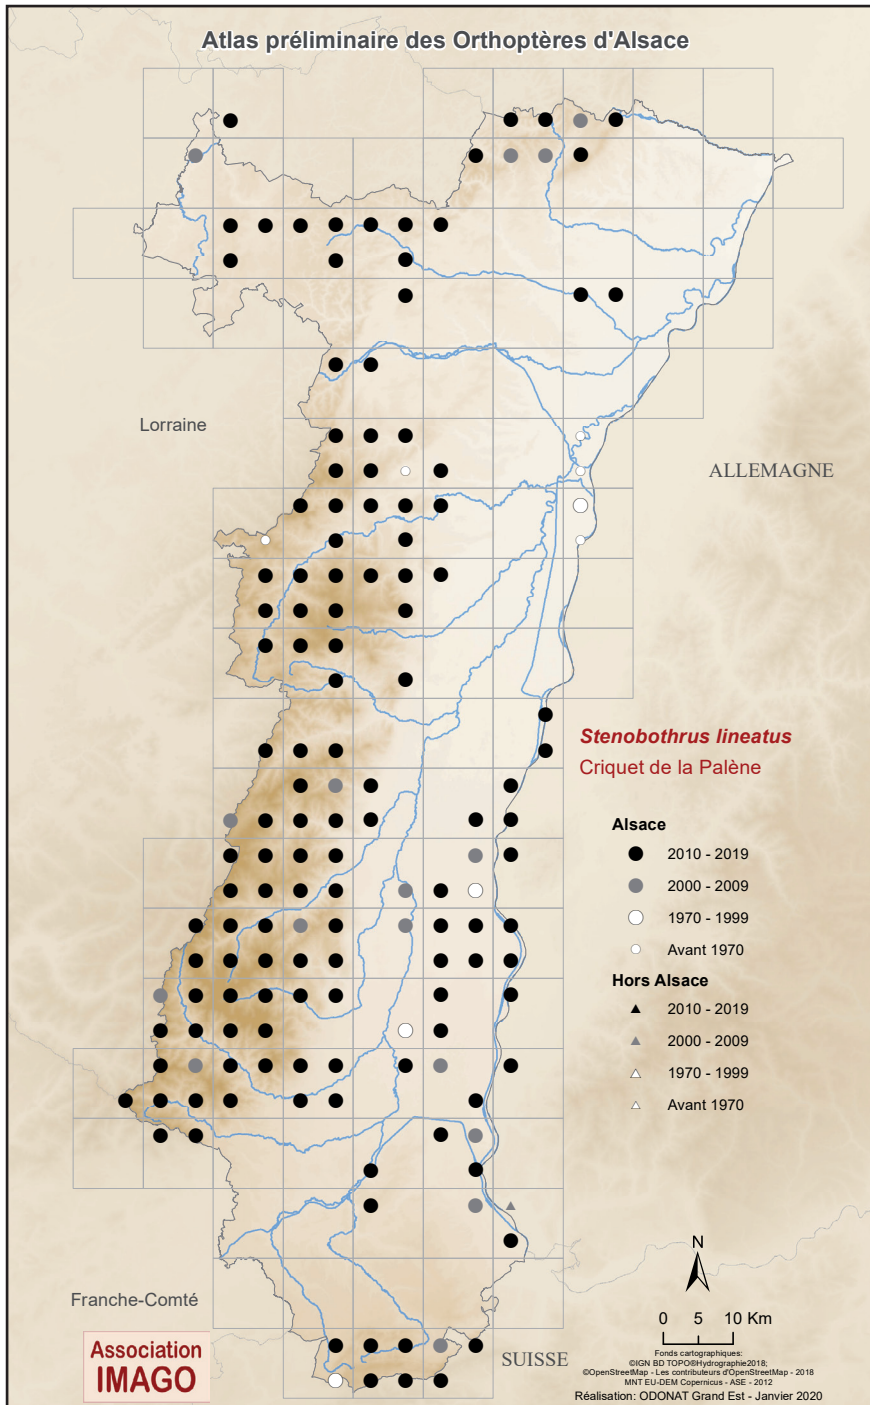 Atlas préliminaire des Orthoptères d'Alsace
Lorraine
ALLEMAGNE
Stenobothrus lineatus
Criquet de la Palène
Alsace
2010 - 2019
2000 - 2009
1970 - 1999
Avant 1970
Hors Alsace
2010 - 2019
2000 - 2009
1970 - 1999
Avant 1970
N
Franche-Comté
0 5 10 Km
Association
IMAGO
SUISSE
Fonds cartographiques:
©IGN BD TOPO®Hydrographie2018;
©OpenStreetMap - Les contributeurs d'OpenStreetMap - 2018
MNT EU-DEM Copernicus - ASE - 2012
Réalisation: ODONAT Grand Est - Janvier 2020